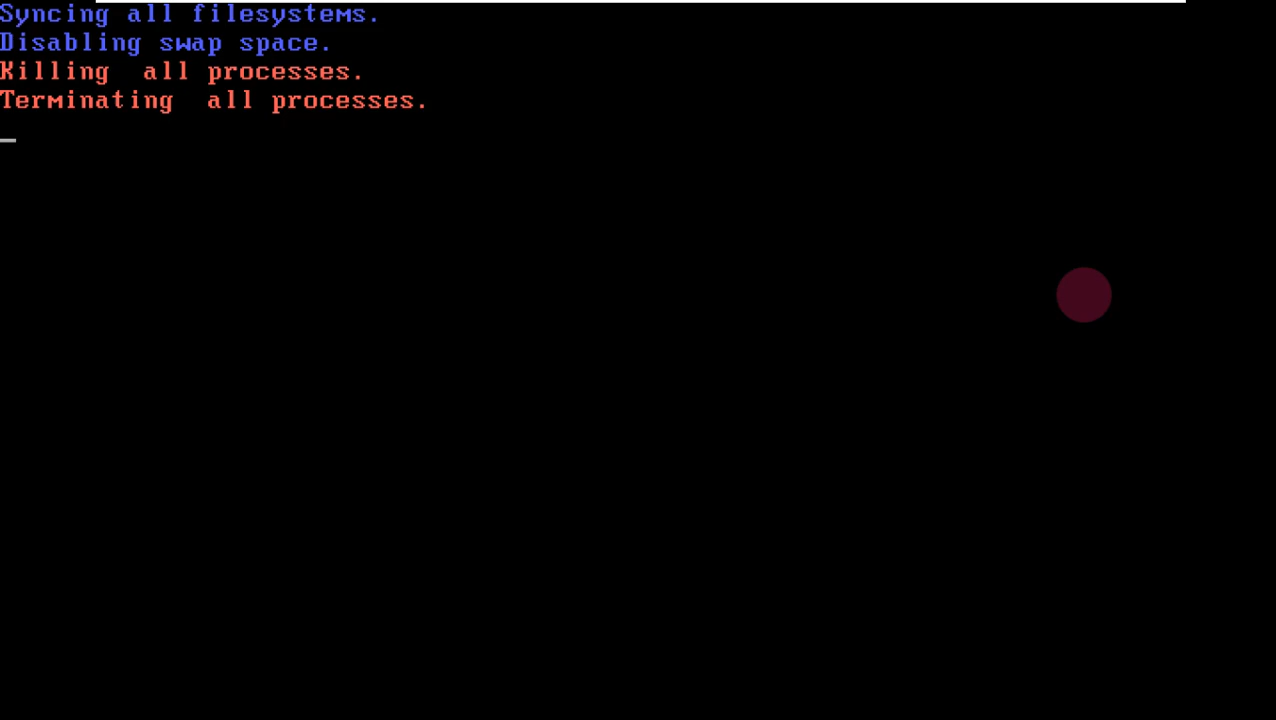 Syncing all filesystems.
Disabling swap space.
Killing  all processes.
Terminating  all processes.